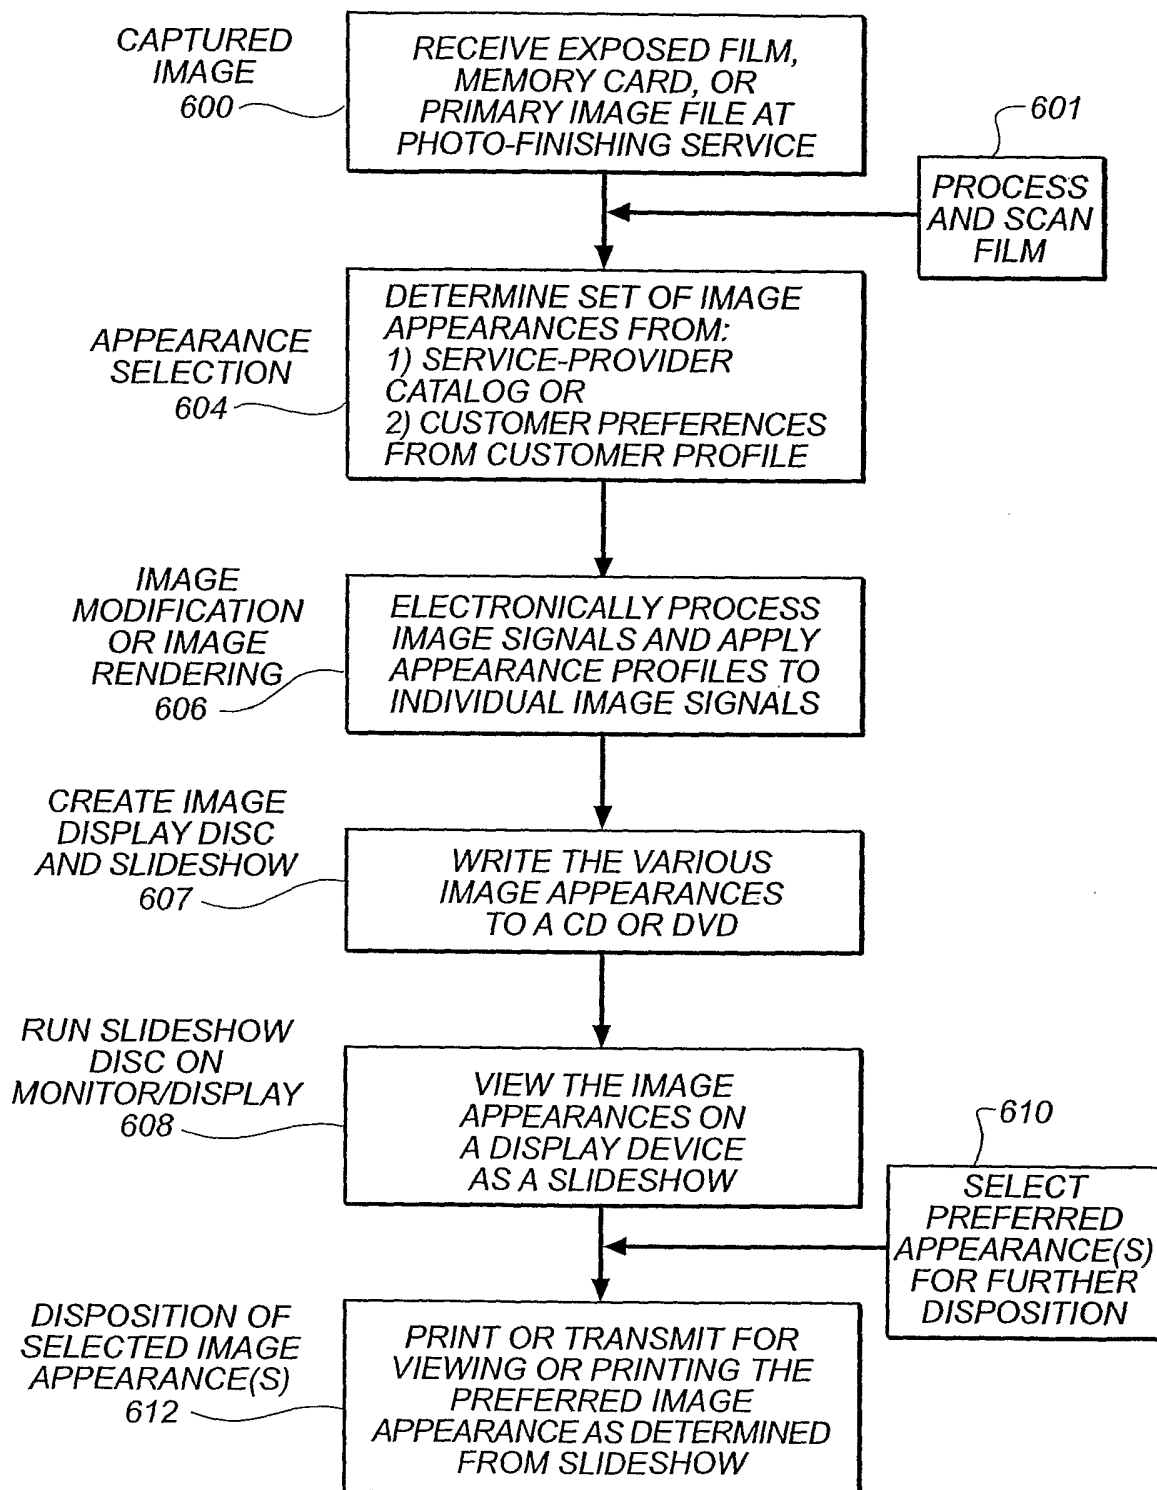 CAPTURED
IMAGE
600
RECEIVE EXPOSED FILM,
MEMORY CARD, OR
PRIMARY IMAGE FILE AT
PHOTO-FINISHING SERVICE
601
PROCESS
AND SCAN
FILM
APPEARANCE
SELECTION
604
DETERMINE SET OF IMAGE
APPEARANCES FROM:
1) SERVICE-PROVIDER
CATALOG OR
2) CUSTOMER PREFERENCES
FROM CUSTOMER PROFILE
IMAGE
MODIFICATION
OR IMAGE
RENDERING
606
ELECTRONICALLY PROCESS
IMAGE SIGNALS AND APPLY
APPEARANCE PROFILES TO
INDIVIDUAL IMAGE SIGNALS
CREATE IMAGE
DISPLAY DISC
AND SLIDESHOW
607
WRITE THE VARIOUS
IMAGE APPEARANCES
TO A CD OR DVD
RUN SLIDESHOW
DISC ON
MONITOR/DISPLAY
608
VIEW THE IMAGE
APPEARANCES ON
A DISPLAY DEVICE
AS A SLIDESHOW
610
SELECT
PREFERRED
APPEARANCE(S)
FOR FURTHER
DISPOSITION
DISPOSITION OF
SELECTED IMAGE
APPEARANCE(S)
612
PRINT OR TRANSMIT FOR
VIEWING OR PRINTING THE
PREFERRED IMAGE
APPEARANCE AS DETERMINED
FROM SLIDESHOW